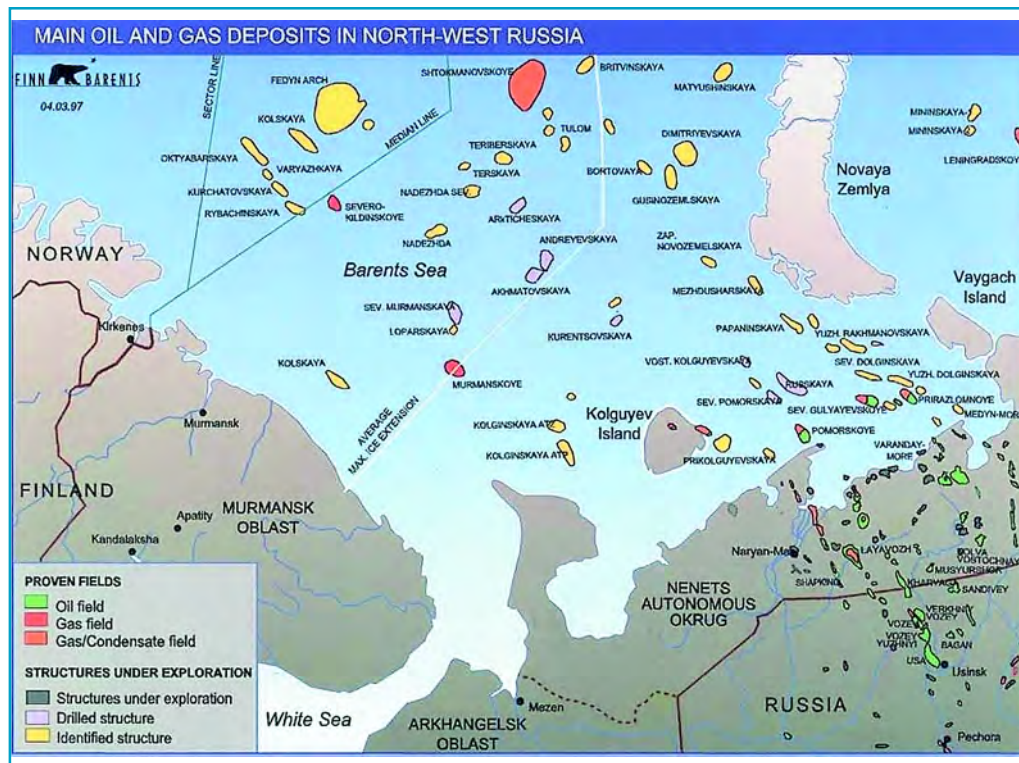 MAIN OIL AND GAS DEPOSITS IN NORTH-WEST RUSSIA
FINN BARENTS
04.03.97
SECTOR LINE
MEDIAN LINE
FEDYN ARCH
SHTOKMANOVSKOYE
BRITVINSKAYA
MATYUSHINSKAYA
MININSKAYA
MININSKAYA
LENINGRADSKOY
KOLSKAYA
OKTYABARSKAYA
VARYAZHKAYA
KURCHATOVSKAYA
RYBACHINSKAYA
SEVERO-
KILDINSKOYE
TERIBERSKAYA
TERSKAYA
TULOM
NADEZHDA SEV.
ARKTICHESKAYA
NADEZHDA
DIMITRIYEVSKAYA
BORTOVAYA
GUSINOZEMLSKAYA
Novaya
Zemlya
NORWAY
Barents Sea
ANDREYEVSKAYA
AKHMATOVSKAYA
ZAP.
NOVOZEMELSKAYA
MEZHDUSHARSKAYA
Vaygach
Island
SEV. MURMANSKAYA
LOPARSKAYA
KURENTSOVSKAYA
PAPANINSKAYA
YUZH. RAKHMANOVSKAYA
Kirkenes
KOLSKAYA
MURMANSKOYE
VOST. KOLGUYEVSKAYA
SEV. DOLGINSKAYA
YUZH. DOLGINSKAYA
RUSSKAYA
SEV. POMORSKAYA
SEV. GULYAYEVSKOYE
PRIRAZLOMNOYE
MEDYN-MOR
Murmansk
AVERAGE
MAX. ICE EXTENSION
KOLGINSKAYA ATP
KOLGINSKAYA ATP
Kolguyev
Island
PRIKOLGUYEVSKAYA
POMORSKOYE
VARANDAY-
MORE
FINLAND
MURMANSK
OBLAST
Apatity
Kandalaksha
Naryan-Mar
SHAPKINO
LAYAVOZH
KHARYAGA
MUSYURSHOR
SANDIVEY
VOZEY
VOZEY
YUZHNYI
BAGAN
USA
Usinsk
NENETS
AUTONOMOUS
OKRUG
RUSSIA
Pechora
White Sea
Mezen
ARKHANGELSK
OBLAST
PROVEN FIELDS
Oil field
Gas field
Gas/Condensate field
STRUCTURES UNDER EXPLORATION
Structures under exploration
Drilled structure
Identified structure